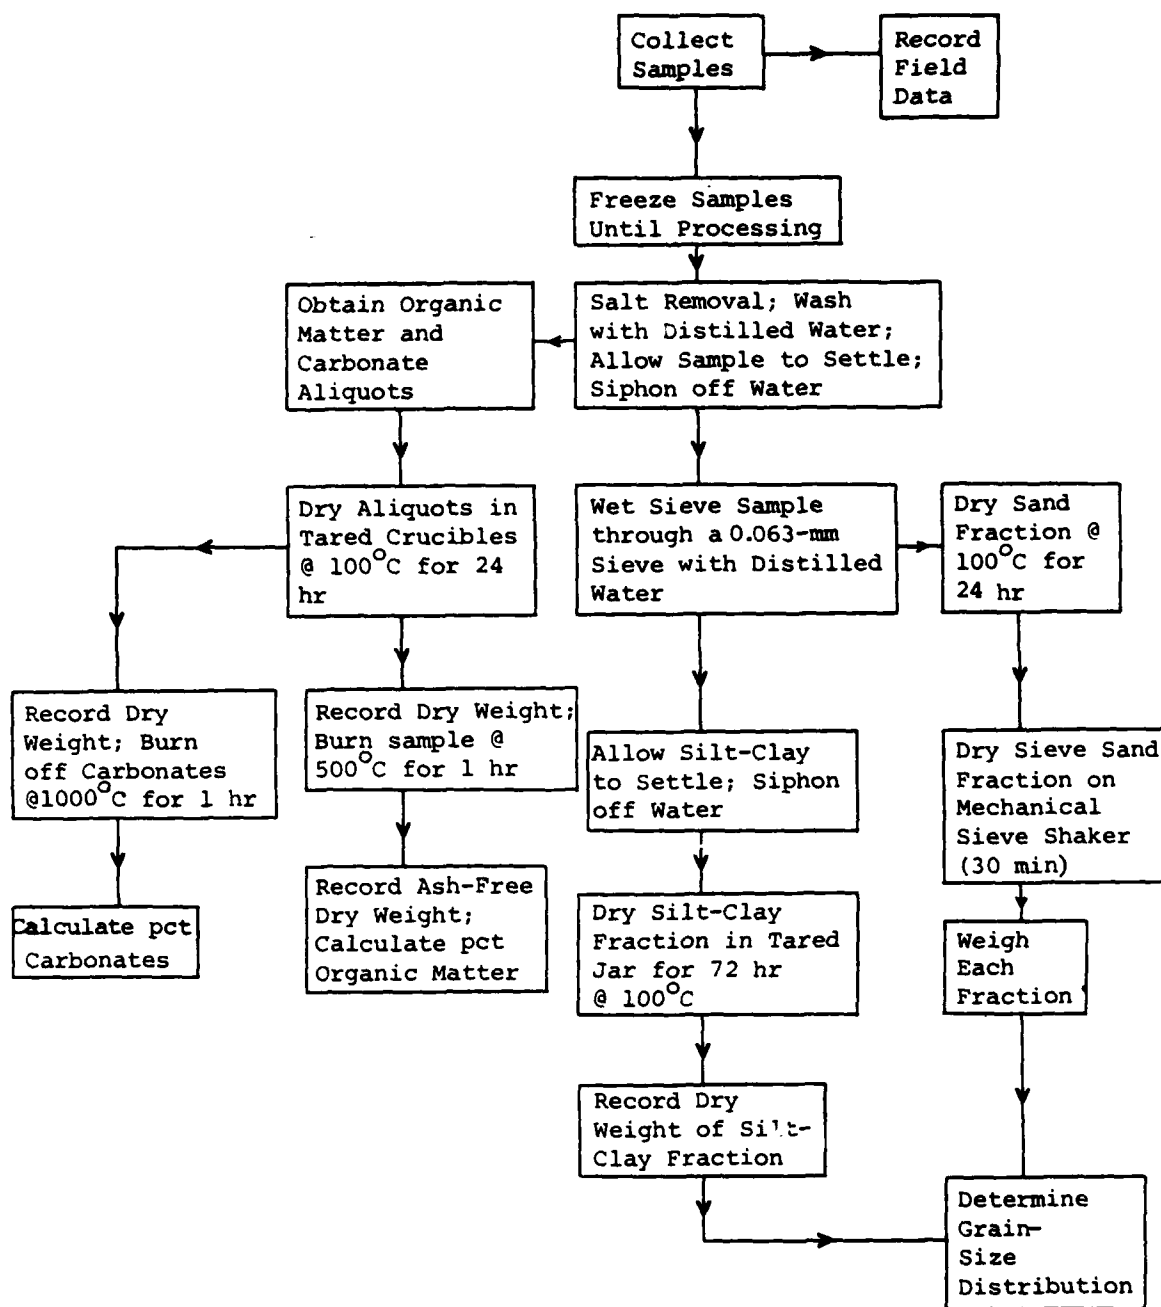 Collect
Samples
Record
Field
Data
Freeze Samples
Until Processing
Obtain Organic
Matter and
Carbonate
Aliquots
Salt Removal; Wash
with Distilled Water;
Allow Sample to Settle;
Siphon off Water
Dry Aliquots in
Tared Crucibles
@ 100°C for 24
hr
Wet Sieve Sample
through a 0.063-mm
Sieve with Distilled
Water
Dry Sand
Fraction @
100°C for
24 hr
Record Dry
Weight; Burn
off Carbonates
@1000°C for 1 hr
Record Dry Weight;
Burn sample @
500°C for 1 hr
Allow Silt-Clay
to Settle; Siphon
off Water
Dry Sieve Sand
Fraction on
Mechanical
Sieve Shaker
(30 min)
Calculate pct
Carbonates
Record Ash-Free
Dry Weight;
Calculate pct
Organic Matter
Dry Silt-Clay
Fraction in Tared
Jar for 72 hr
@ 100°C
Weigh
Each
Fraction
Record Dry
Weight of Silt-
Clay Fraction
Determine
Grain-
Size
Distribution